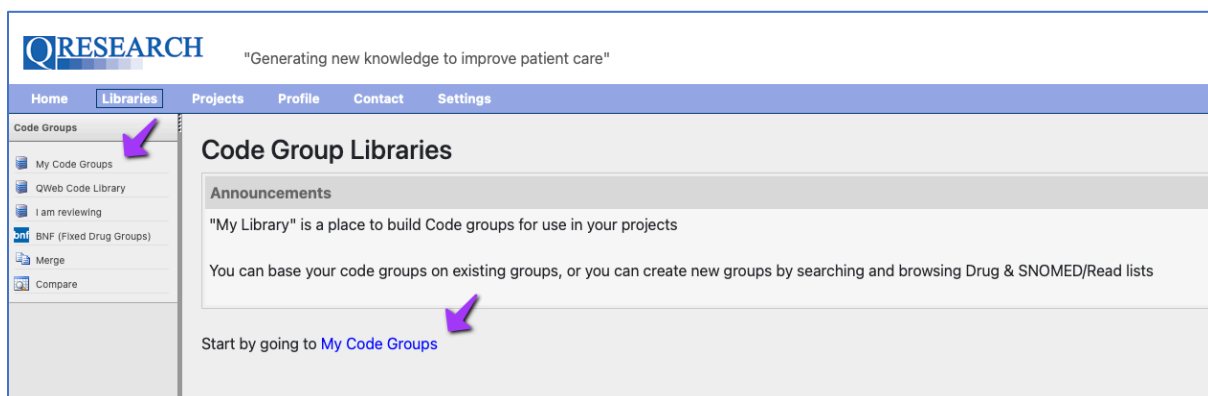 QRESEARCH
"Generating new knowledge to improve patient care"
Home Libraries Projects Profile Contact Settings
Code Groups
My Code Groups
QWeb Code Library
I am reviewing
bnf BNF (Fixed Drug Groups)
Merge
Compare
Code Group Libraries
Announcements
"My Library" is a place to build Code groups for use in your projects
You can base your code groups on existing groups, or you can create new groups by searching and browsing Drug & SNOMED/Read lists
Start by going to My Code Groups